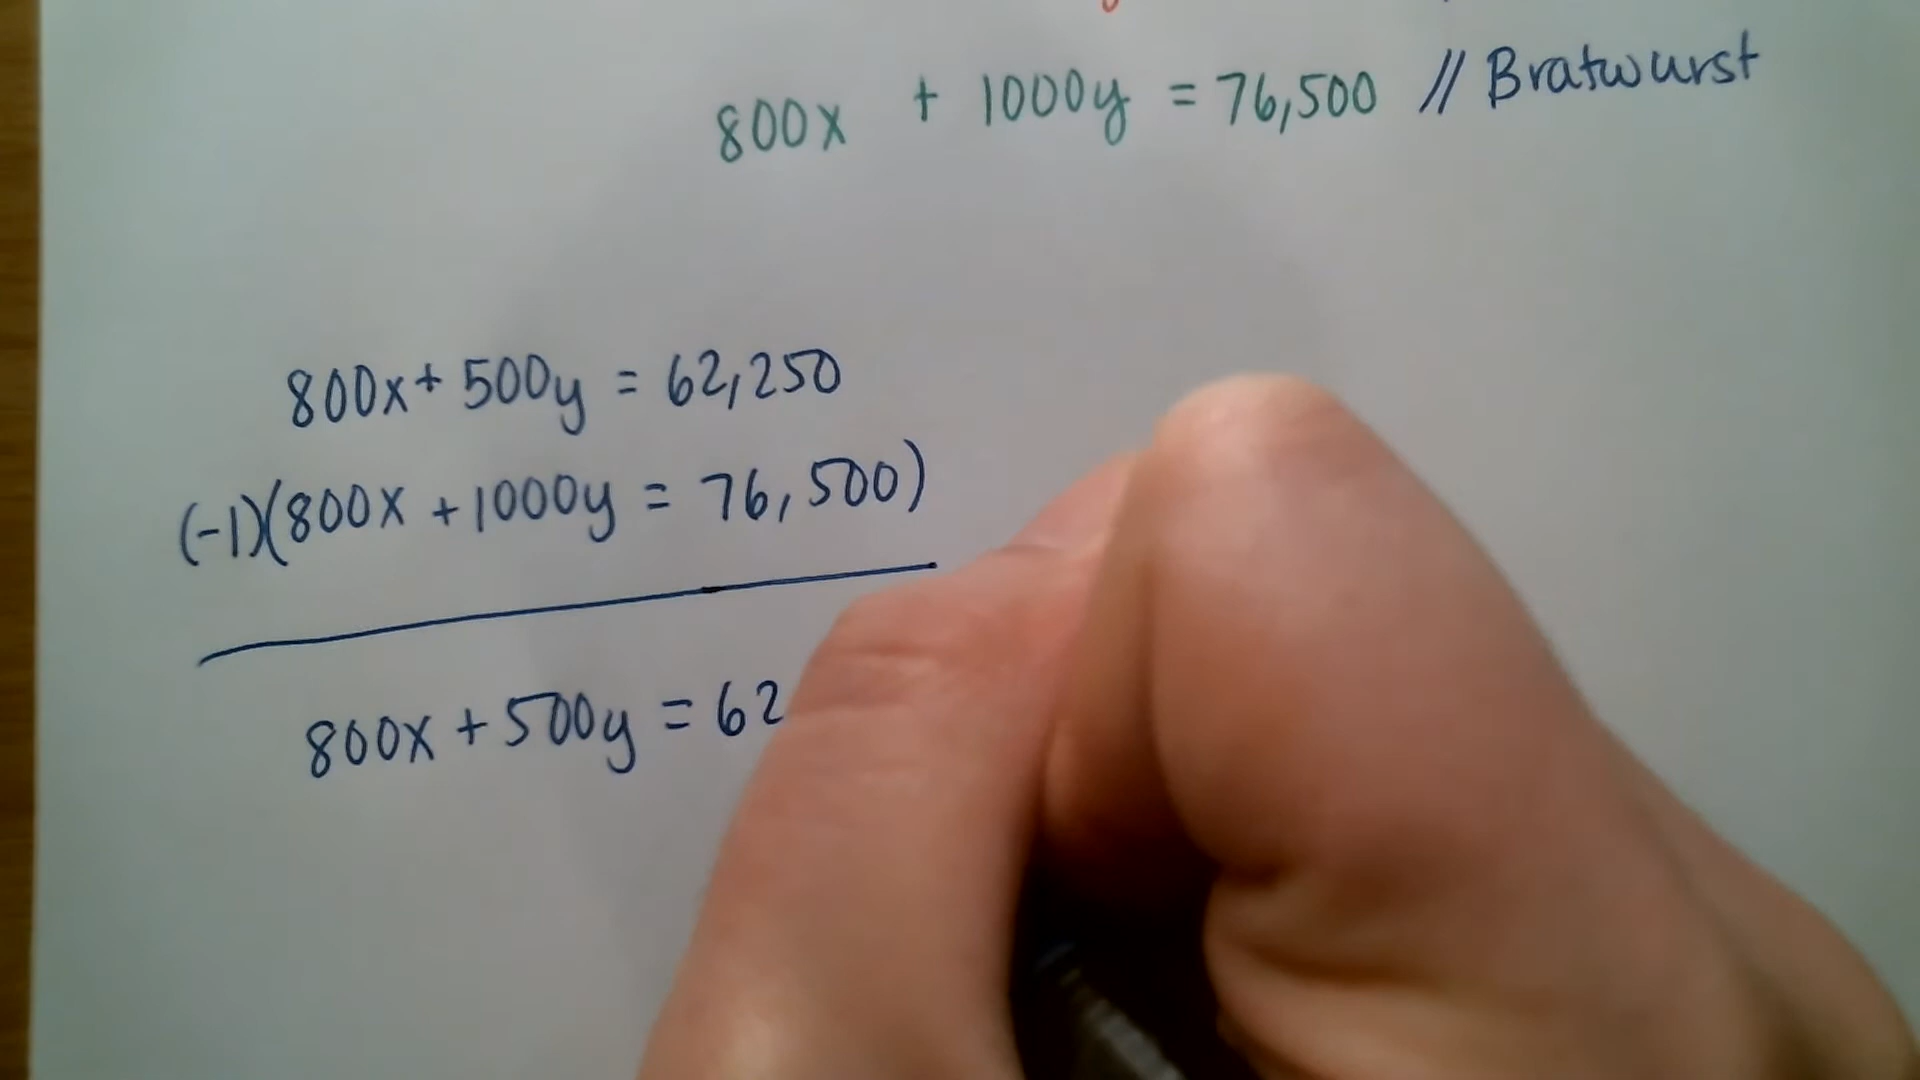 800x + 1000y = 76,500 // Bratwurst
800x + 500y = 62,250
(-1)(800x + 1000y = 76,500)
800x + 500y = 62